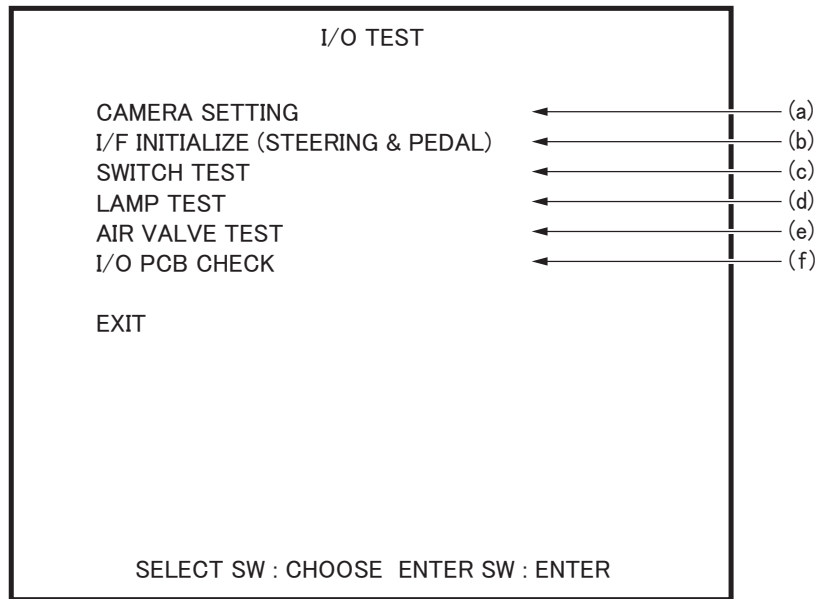 I/O TEST
CAMERA SETTING (a)
I/F INITIALIZE (STEERING & PEDAL) (b)
SWITCH TEST (c)
LAMP TEST (d)
AIR VALVE TEST (e)
I/O PCB CHECK (f)
EXIT
SELECT SW : CHOOSE ENTER SW : ENTER